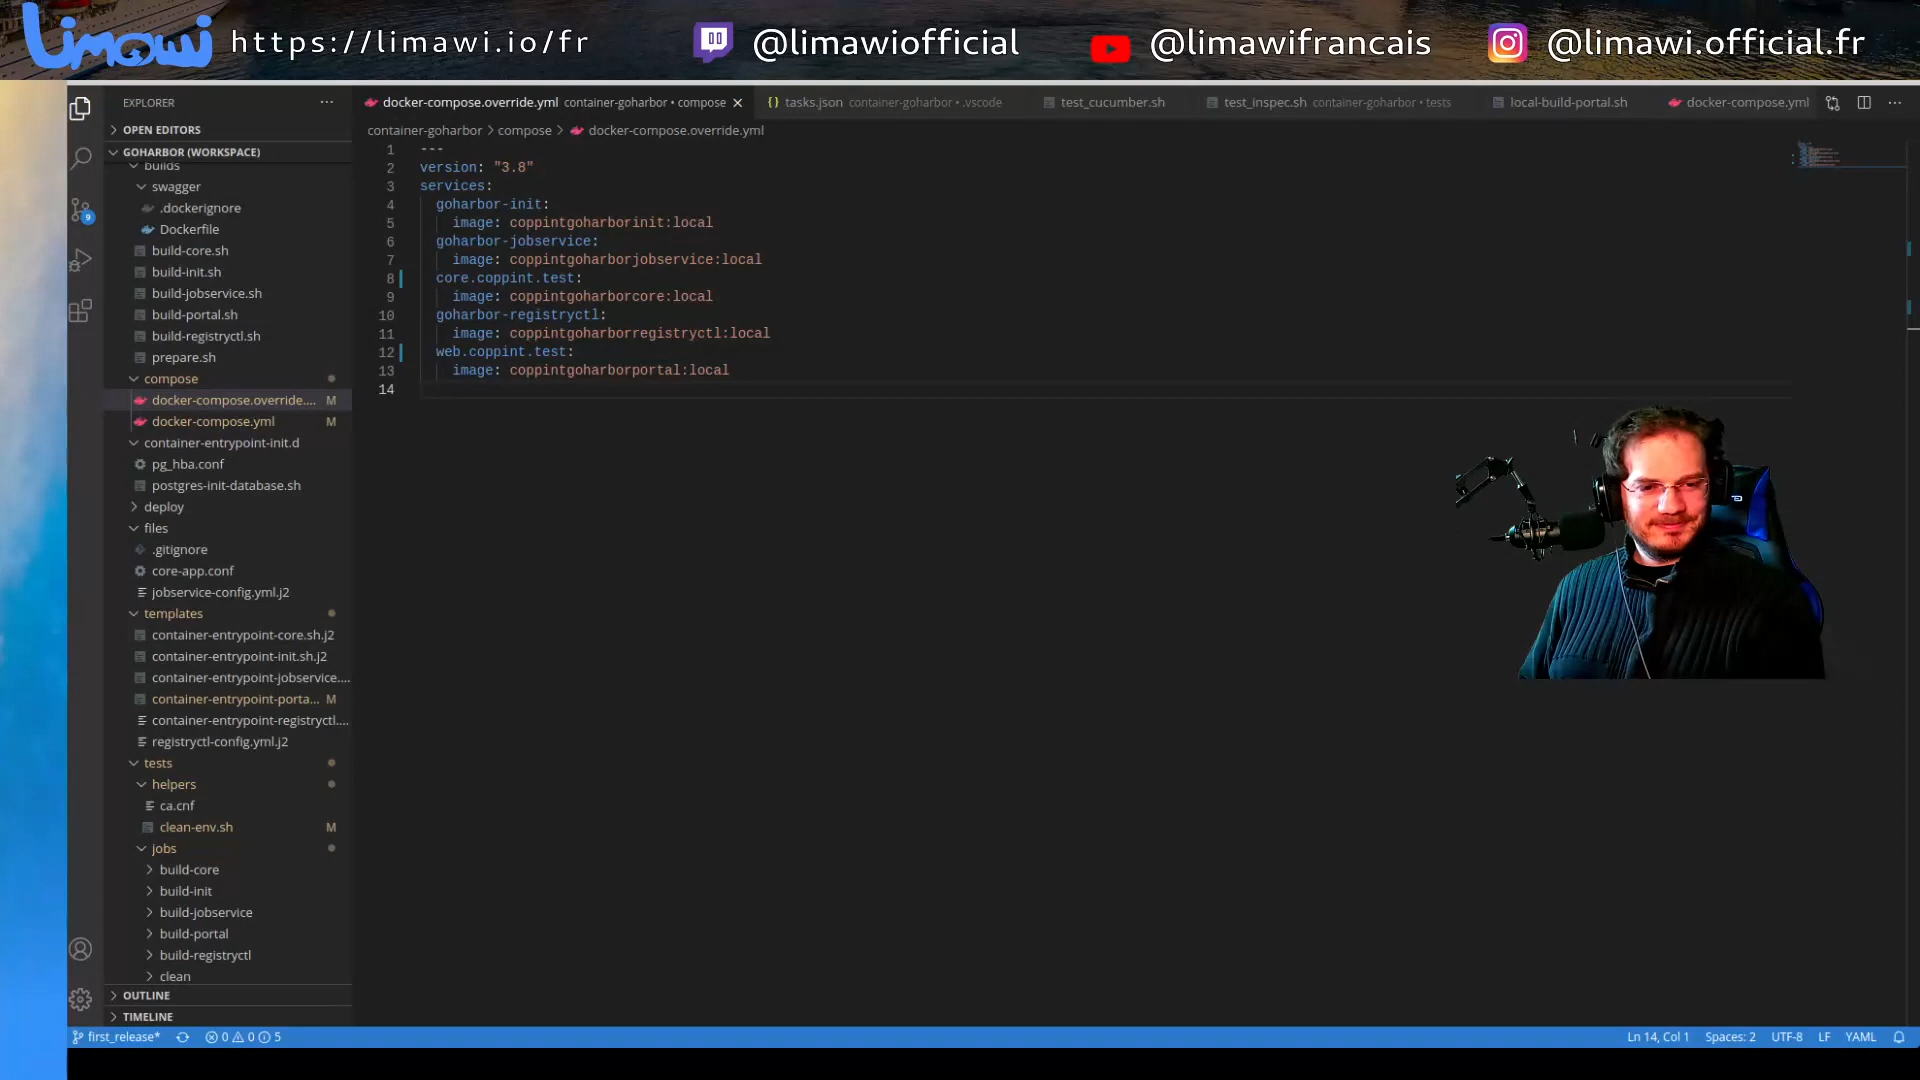 Limawi https://limawi.io/fr @limawiofficial @limawifrancais @limawi.official.fr
EXPLORER ···
docker-compose.override.yml container-goharbor • compose
tasks.json container-goharbor • .vscode
test_cucumber.sh
test_inspec.sh container-goharbor • tests
local-build-portal.sh
docker-compose.yml
OPEN EDITORS
GOHARBOR (WORKSPACE)
builds
swagger
.dockerignore
Dockerfile
build-core.sh
build-init.sh
build-jobservice.sh
build-portal.sh
build-registryctl.sh
prepare.sh
compose
docker-compose.override.... M
docker-compose.yml M
container-entrypoint-init.d
pg_hba.conf
postgres-init-database.sh
deploy
files
.gitignore
core-app.conf
jobservice-config.yml.j2
templates
container-entrypoint-core.sh.j2
container-entrypoint-init.sh.j2
container-entrypoint-jobservice....
container-entrypoint-porta... M
container-entrypoint-registryctl....
registryctl-config.yml.j2
tests
helpers
ca.cnf
clean-env.sh M
jobs
build-core
build-init
build-jobservice
build-portal
build-registryctl
clean
OUTLINE
TIMELINE
container-goharbor > compose > docker-compose.override.yml
1 ---
2 version: "3.8"
3 services:
4 goharbor-init:
5 image: coppintgoharborinit:local
6 goharbor-jobservice:
7 image: coppintgoharborjobservice:local
8 core.coppint.test:
9 image: coppintgoharborcore:local
10 goharbor-registryctl:
11 image: coppintgoharborregistryctl:local
12 web.coppint.test:
13 image: coppintgoharborportal:local
14
9
first_release* 0 0 5 Ln 14, Col 1 Spaces: 2 UTF-8 LF YAML